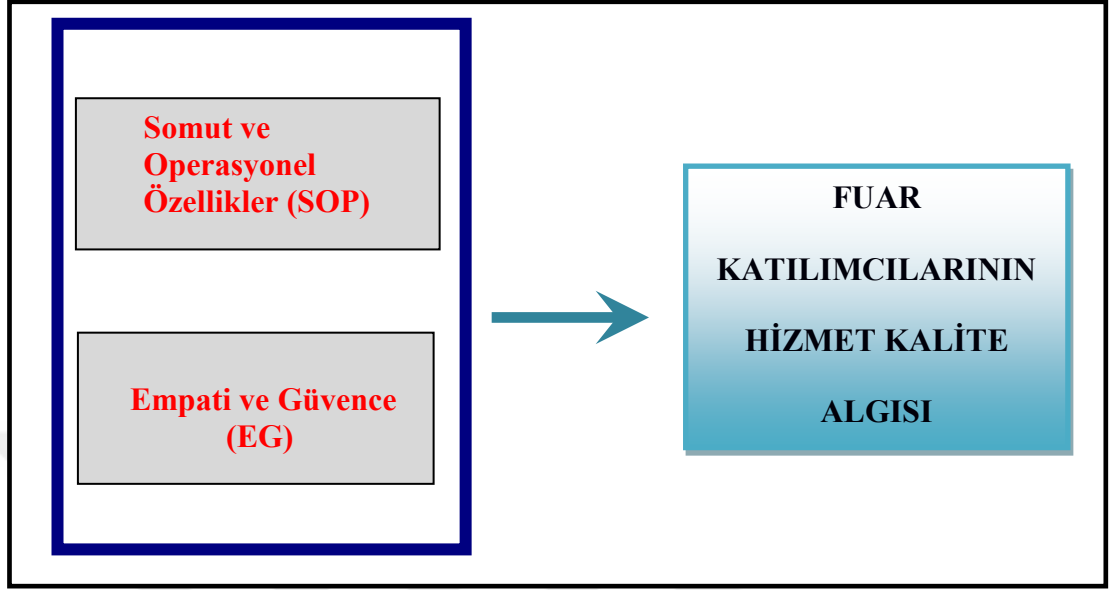 Somut ve
Operasyonel
Özellikler (SOP)
Empati ve Güvence
(EG)
FUAR
KATILIMCILARININ
HİZMET KALİTE
ALGISI